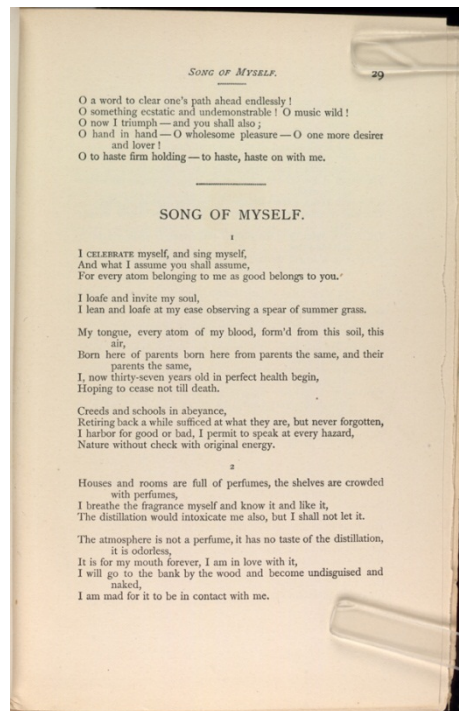 SONG OF MYSELF. 29
O a word to clear one's path ahead endlessly!
O something ecstatic and undemonstrable! O music wild!
O now I triumph — and you shall also;
O hand in hand — O wholesome pleasure — O one more desirer
and lover!
O to haste firm holding — to haste, haste on with me.
SONG OF MYSELF.
1
I CELEBRATE myself, and sing myself,
And what I assume you shall assume,
For every atom belonging to me as good belongs to you.
I loafe and invite my soul,
I lean and loafe at my ease observing a spear of summer grass.
My tongue, every atom of my blood, form'd from this soil, this
air,
Born here of parents born here from parents the same, and their
parents the same,
I, now thirty-seven years old in perfect health begin,
Hoping to cease not till death.
Creeds and schools in abeyance,
Retiring back a while sufficed at what they are, but never forgotten,
I harbor for good or bad, I permit to speak at every hazard,
Nature without check with original energy.
2
Houses and rooms are full of perfumes, the shelves are crowded
with perfumes,
I breathe the fragrance myself and know it and like it,
The distillation would intoxicate me also, but I shall not let it.
The atmosphere is not a perfume, it has no taste of the distillation,
it is odorless,
It is for my mouth forever, I am in love with it,
I will go to the bank by the wood and become undisguised and
naked,
I am mad for it to be in contact with me.